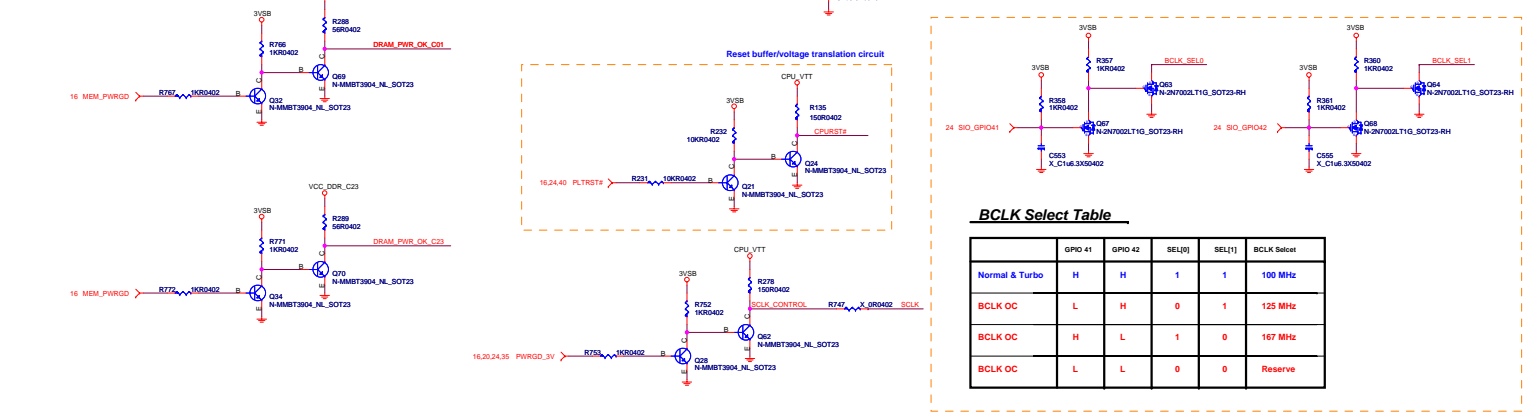 3VSB
R766
1KR0402
R288
56R0402
DRAM_PWR_OK_C01
C
B
Q69
N-MMBT3904_NL_SOT23
E
16 MEM_PWRGD
R767
1KR0402
B
C
Q32
N-MMBT3904_NL_SOT23
E
VCC_DDR_C23
3VSB
R289
56R0402
R771
1KR0402
DRAM_PWR_OK_C23
C
B
Q70
N-MMBT3904_NL_SOT23
E
16 MEM_PWRGD
R772
1KR0402
B
C
Q34
N-MMBT3904_NL_SOT23
E
Reset buffer/voltage translation circuit
CPU_VTT
3VSB
R135
150R0402
R232
10KR0402
CPURST#
C
B
Q24
N-MMBT3904_NL_SOT23
E
16,24,40 PLTRST#
R231
10KR0402
B
C
Q21
N-MMBT3904_NL_SOT23
E
CPU_VTT
3VSB
R278
150R0402
R752
1KR0402
SCLK_CONTROL
R747
X_0R0402
SCLK
C
B
Q62
N-MMBT3904_NL_SOT23
E
16,20,24,35 PWRGD_3V
R753
1KR0402
B
C
Q28
N-MMBT3904_NL_SOT23
E
3VSB
R357
1KR0402
BCLK_SEL0
3VSB
Q63
N-2N7002LT1G_SOT23-RH
R358
1KR0402
24 SIO_GPIO41
Q67
N-2N7002LT1G_SOT23-RH
C553
X_C1u6.3X50402
3VSB
R360
1KR0402
BCLK_SEL1
3VSB
Q64
N-2N7002LT1G_SOT23-RH
R361
1KR0402
24 SIO_GPIO42
Q68
N-2N7002LT1G_SOT23-RH
C555
X_C1u6.3X50402
BCLK Select Table
GPIO 41 GPIO 42 SEL[0] SEL[1] BCLK Selcet
Normal & Turbo H H 1 1 100 MHz
BCLK OC L H 0 1 125 MHz
BCLK OC H L 1 0 167 MHz
BCLK OC L L 0 0 Reserve